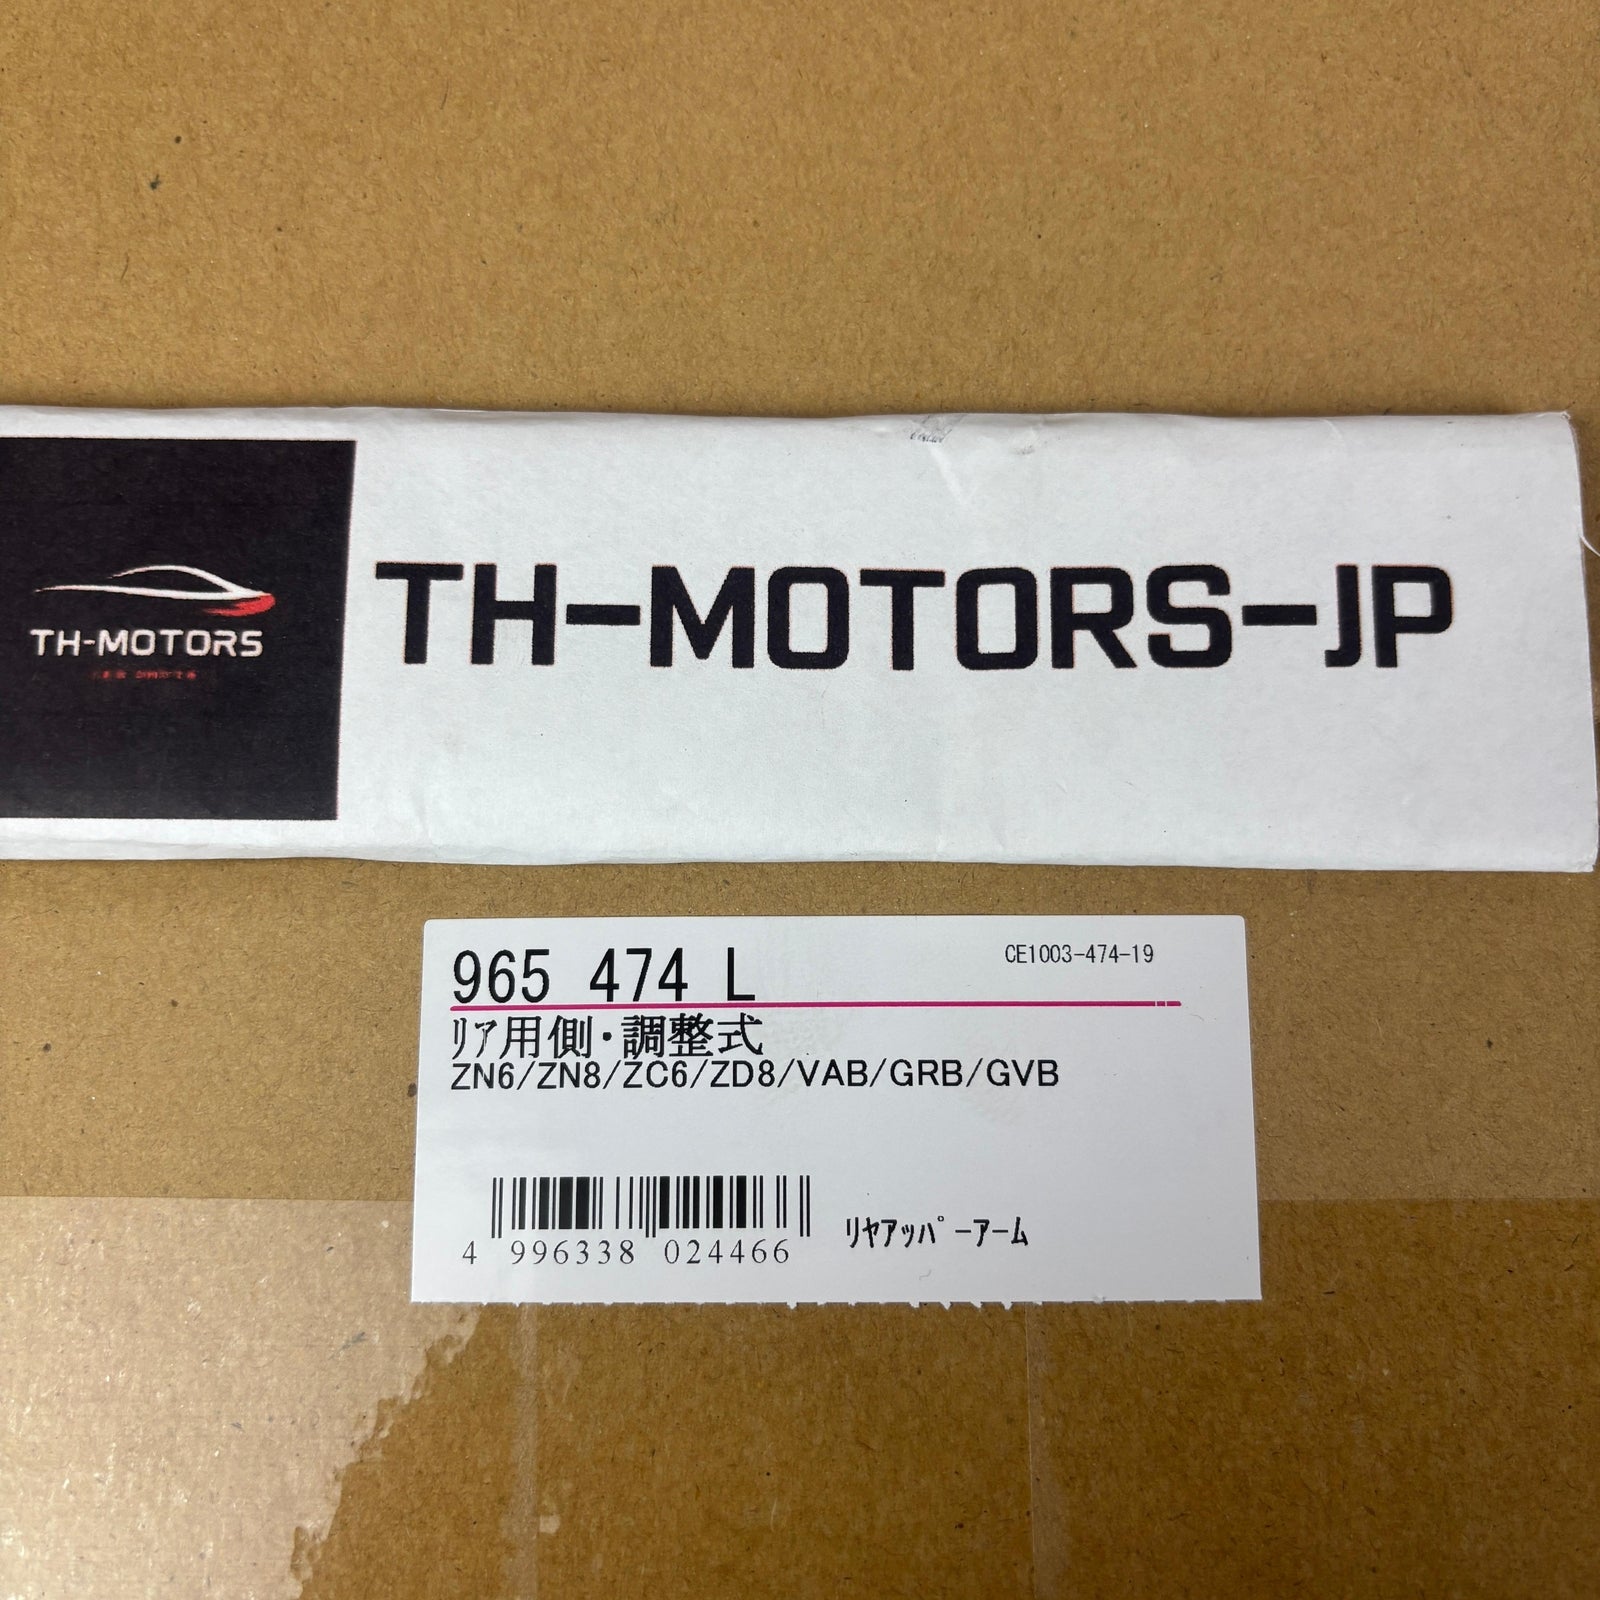 TH-MOTORS
TH-MOTORS-JP
965 474 L
CE1003-474-19
ﾘｱ用側･調整式
ZN6/ZN8/ZC6/ZD8/VAB/GRB/GVB
4 996338 024466
ﾘﾔｱｯﾊﾟｰｱｰﾑ